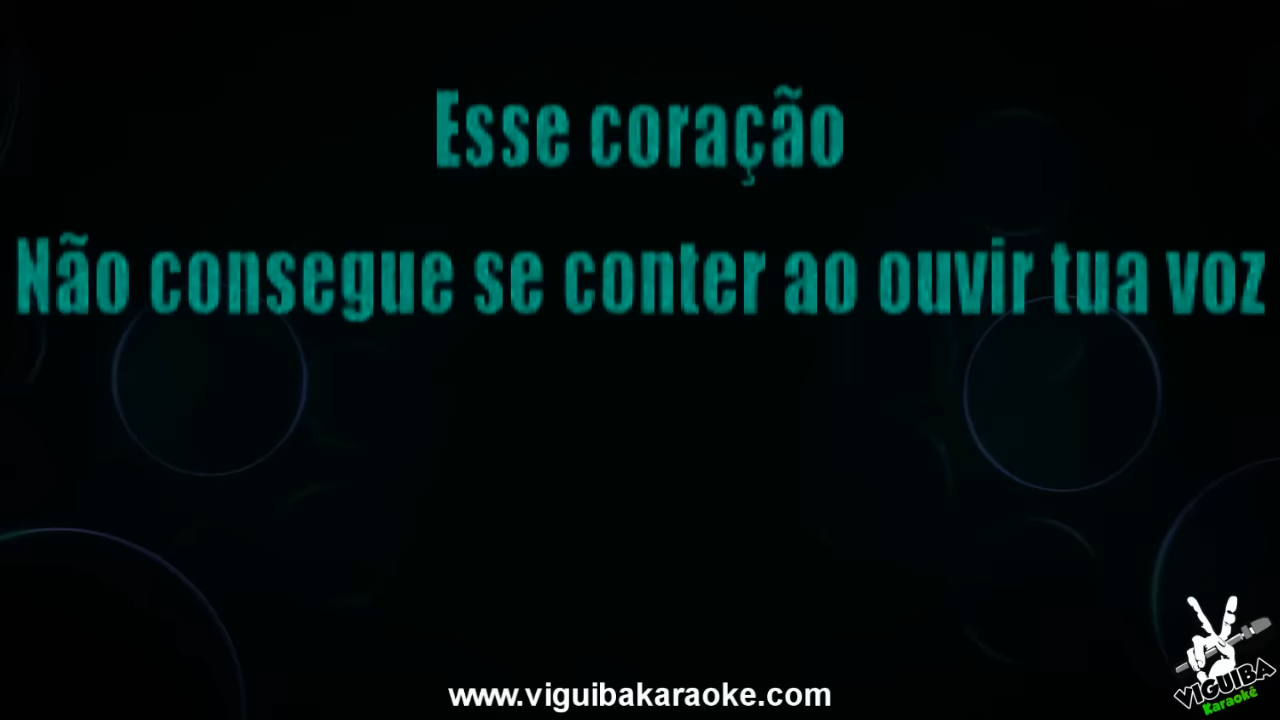 Esse coração
Não consegue se conter ao ouvir tua voz
www.viguibakaraoke.com
VIGUIBA
Karaokê